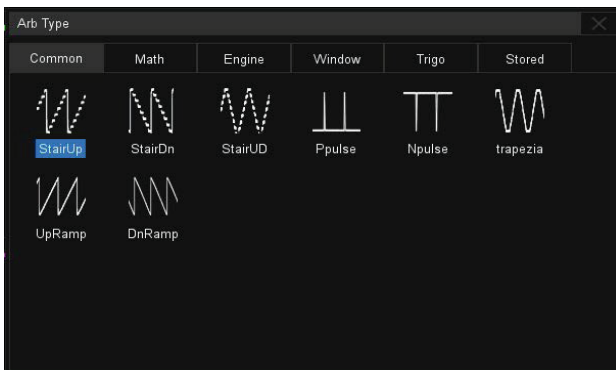 Arb Type
Common Math Engine Window Trigo Stored
StairUp StairDn StairUD Ppulse Npulse trapezia
UpRamp DnRamp